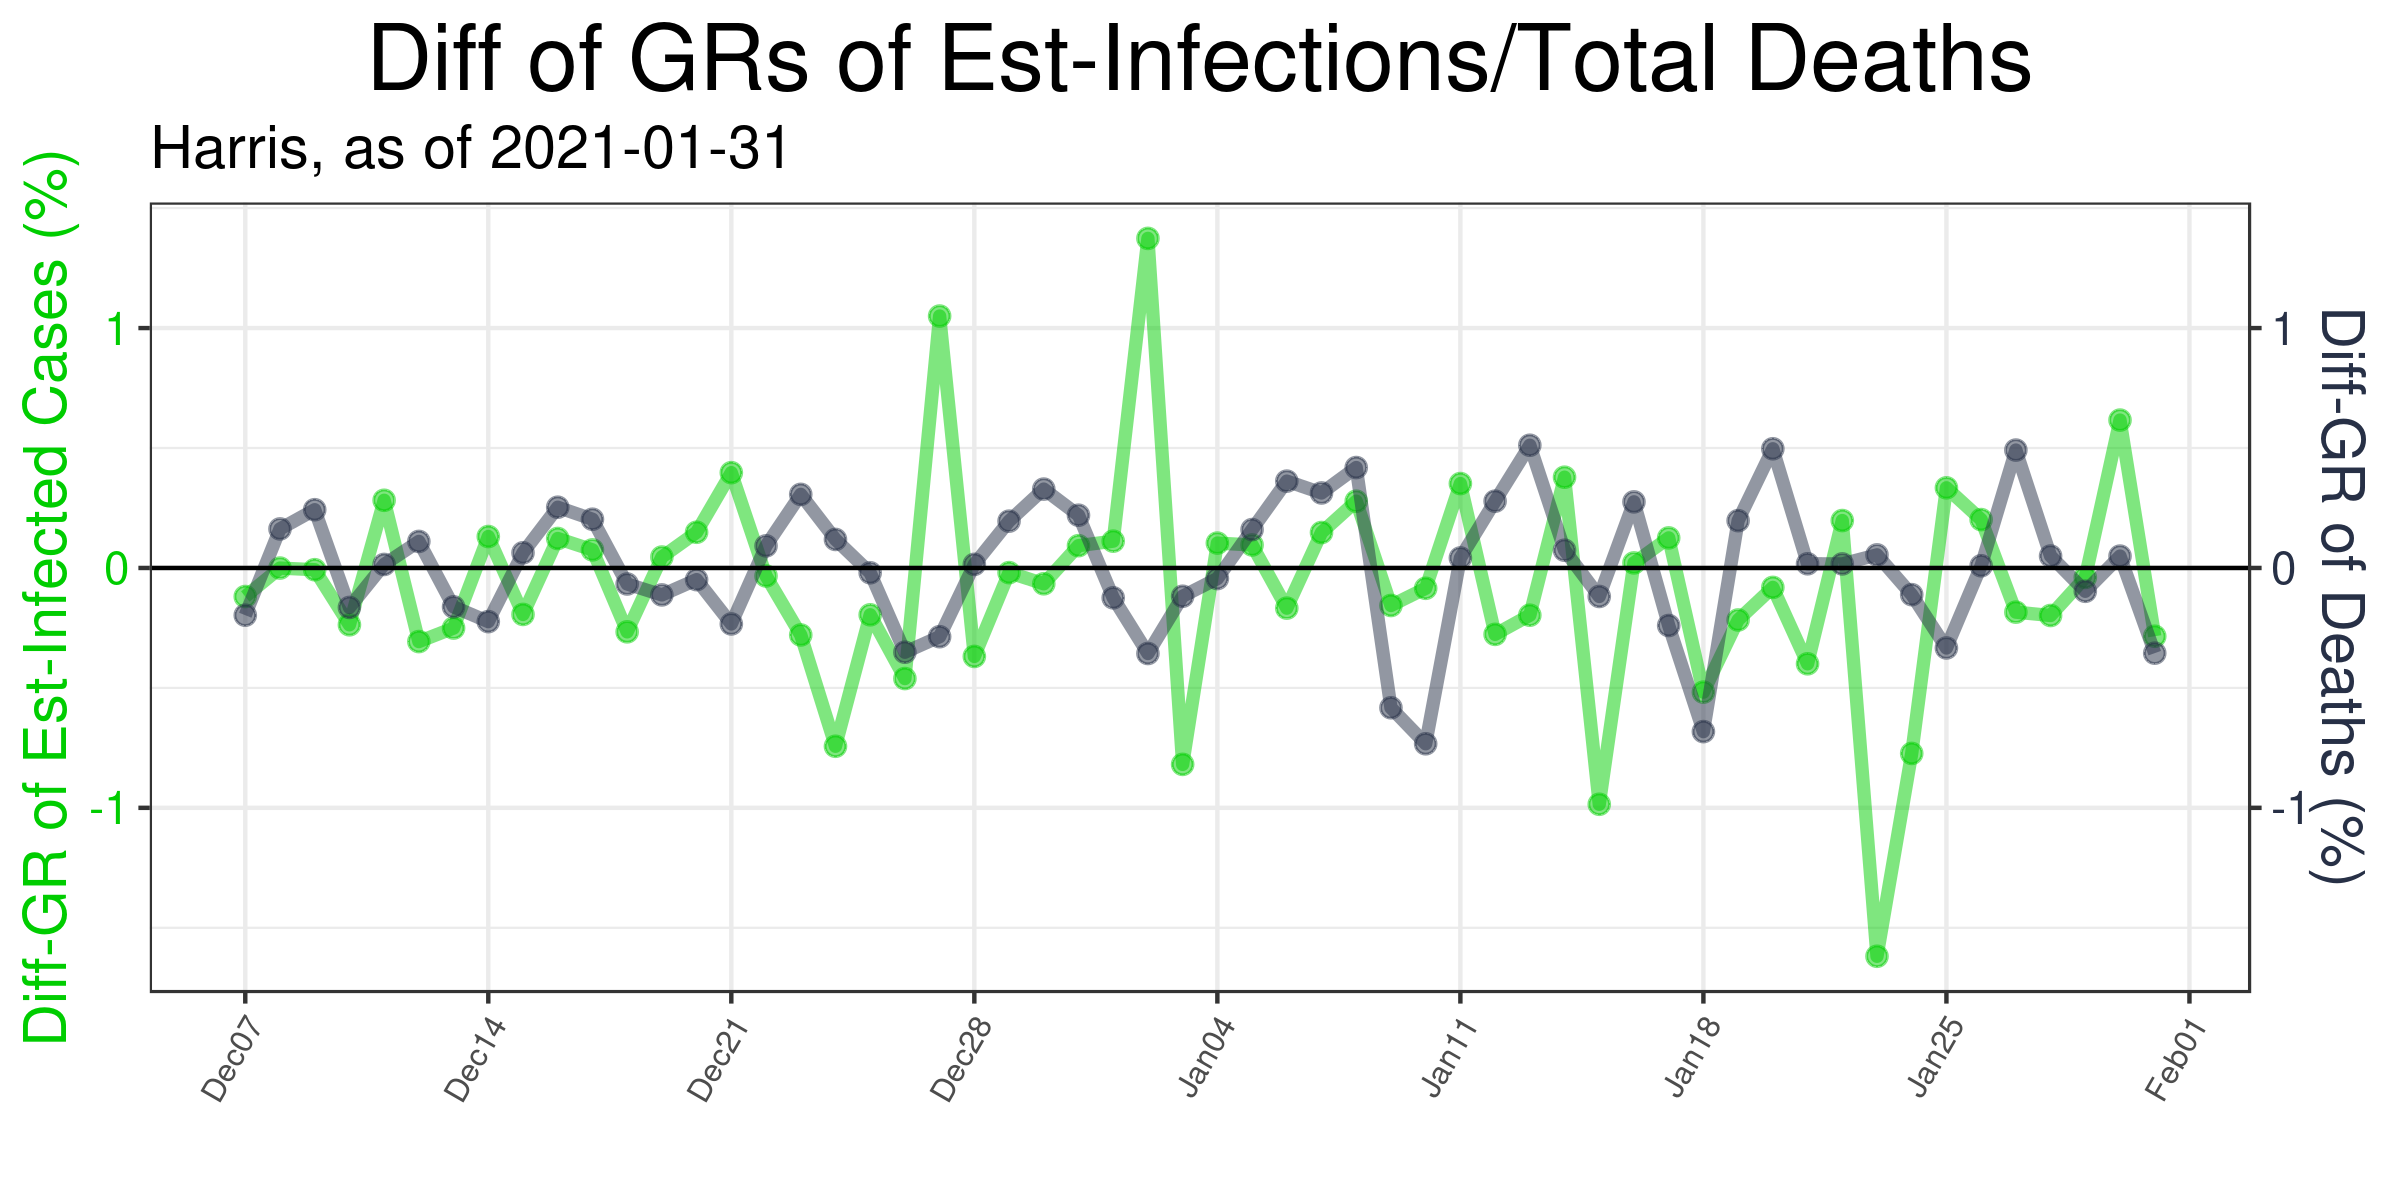 Diff of GRs of Est-Infections/Total Deaths
Harris, as of 2021-01-31
Diff-GR of Est-Infected Cases (%)
1
0
-1
1
0
-1
Diff-GR of Deaths (%)
Dec07
Dec14
Dec21
Dec28
Jan04
Jan11
Jan18
Jan25
Feb01